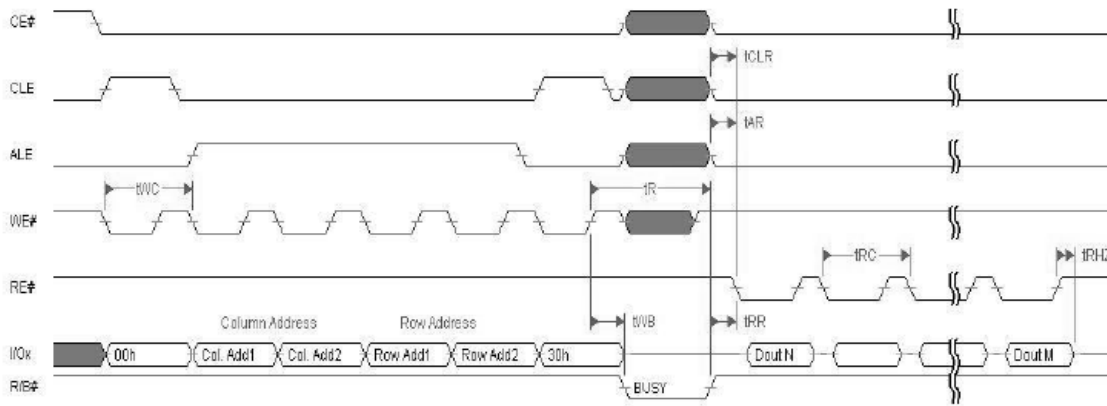 CE#
tCLR
CLE
tAR
ALE
tWC
tR
WE#
tRC
tRHZ
RE#
Column Address
Row Address
tWB
tRR
I/Ox
00h
Col. Add1
Col. Add2
Row Add1
Row Add2
30h
Dout N
Dout M
R/B#
BUSY